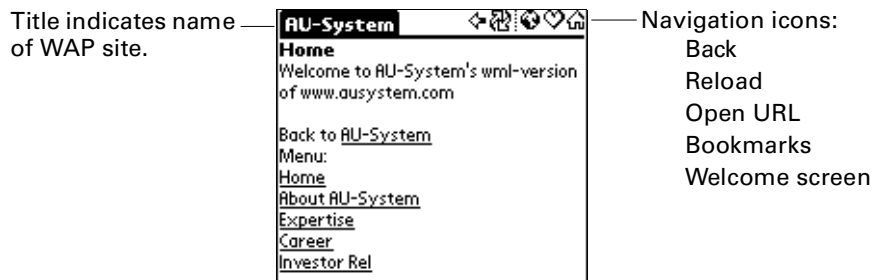 Title indicates name
of WAP site.
AU-System
Home
Welcome to AU-System's wml-version
of www.ausystem.com
Back to AU-System
Menu:
Home
About AU-System
Expertise
Career
Investor Rel
Navigation icons:
Back
Reload
Open URL
Bookmarks
Welcome screen